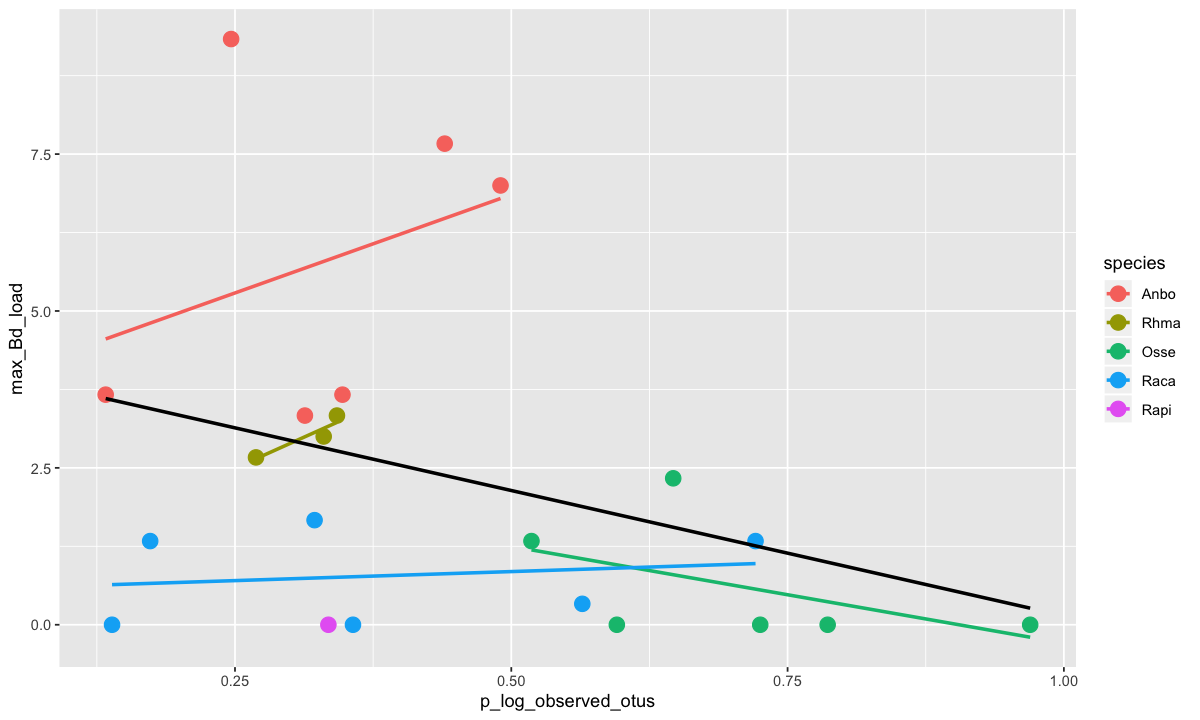 max_Bd_load
7.5
5.0
2.5
0.0
0.25
0.50
0.75
1.00
p_log_observed_otus
species
Anbo
Rhma
Osse
Raca
Rapi